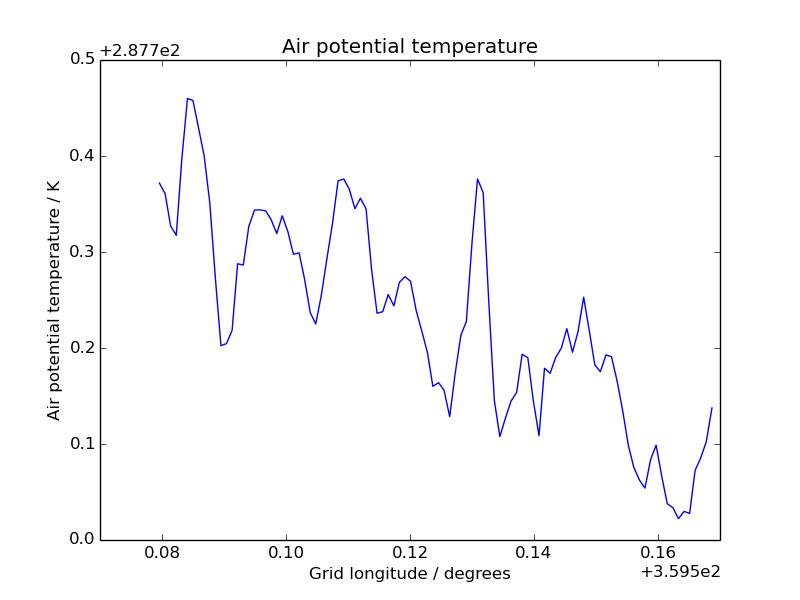 Air potential temperature
+2.877e2
0.5
0.4
0.3
0.2
0.1
0.0
Air potential temperature / K
0.08 0.10 0.12 0.14 0.16
+3.595e2
Grid longitude / degrees